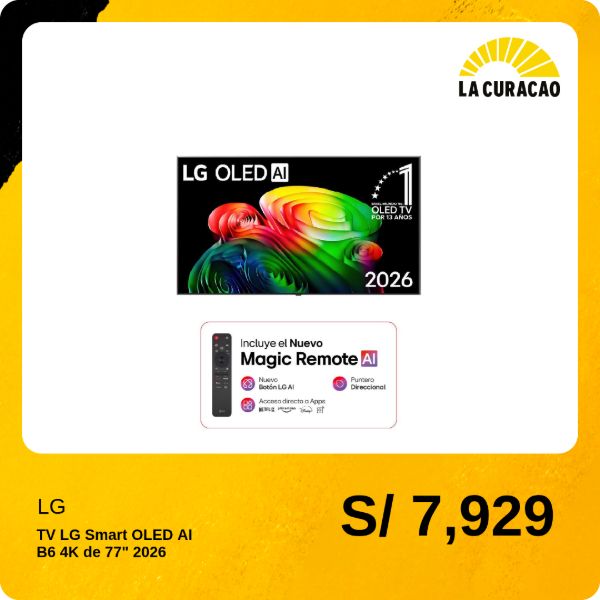 LA CURACAO
LG OLED AI
1
OLED TV
POR 13 AÑOS
2026
Incluye el Nuevo
Magic Remote AI
Nuevo
Botón LG AI
Puntero
Direccional
Acceso directo a Apps
NETFLIX
LG
TV LG Smart OLED AI
B6 4K de 77" 2026
S/ 7,929